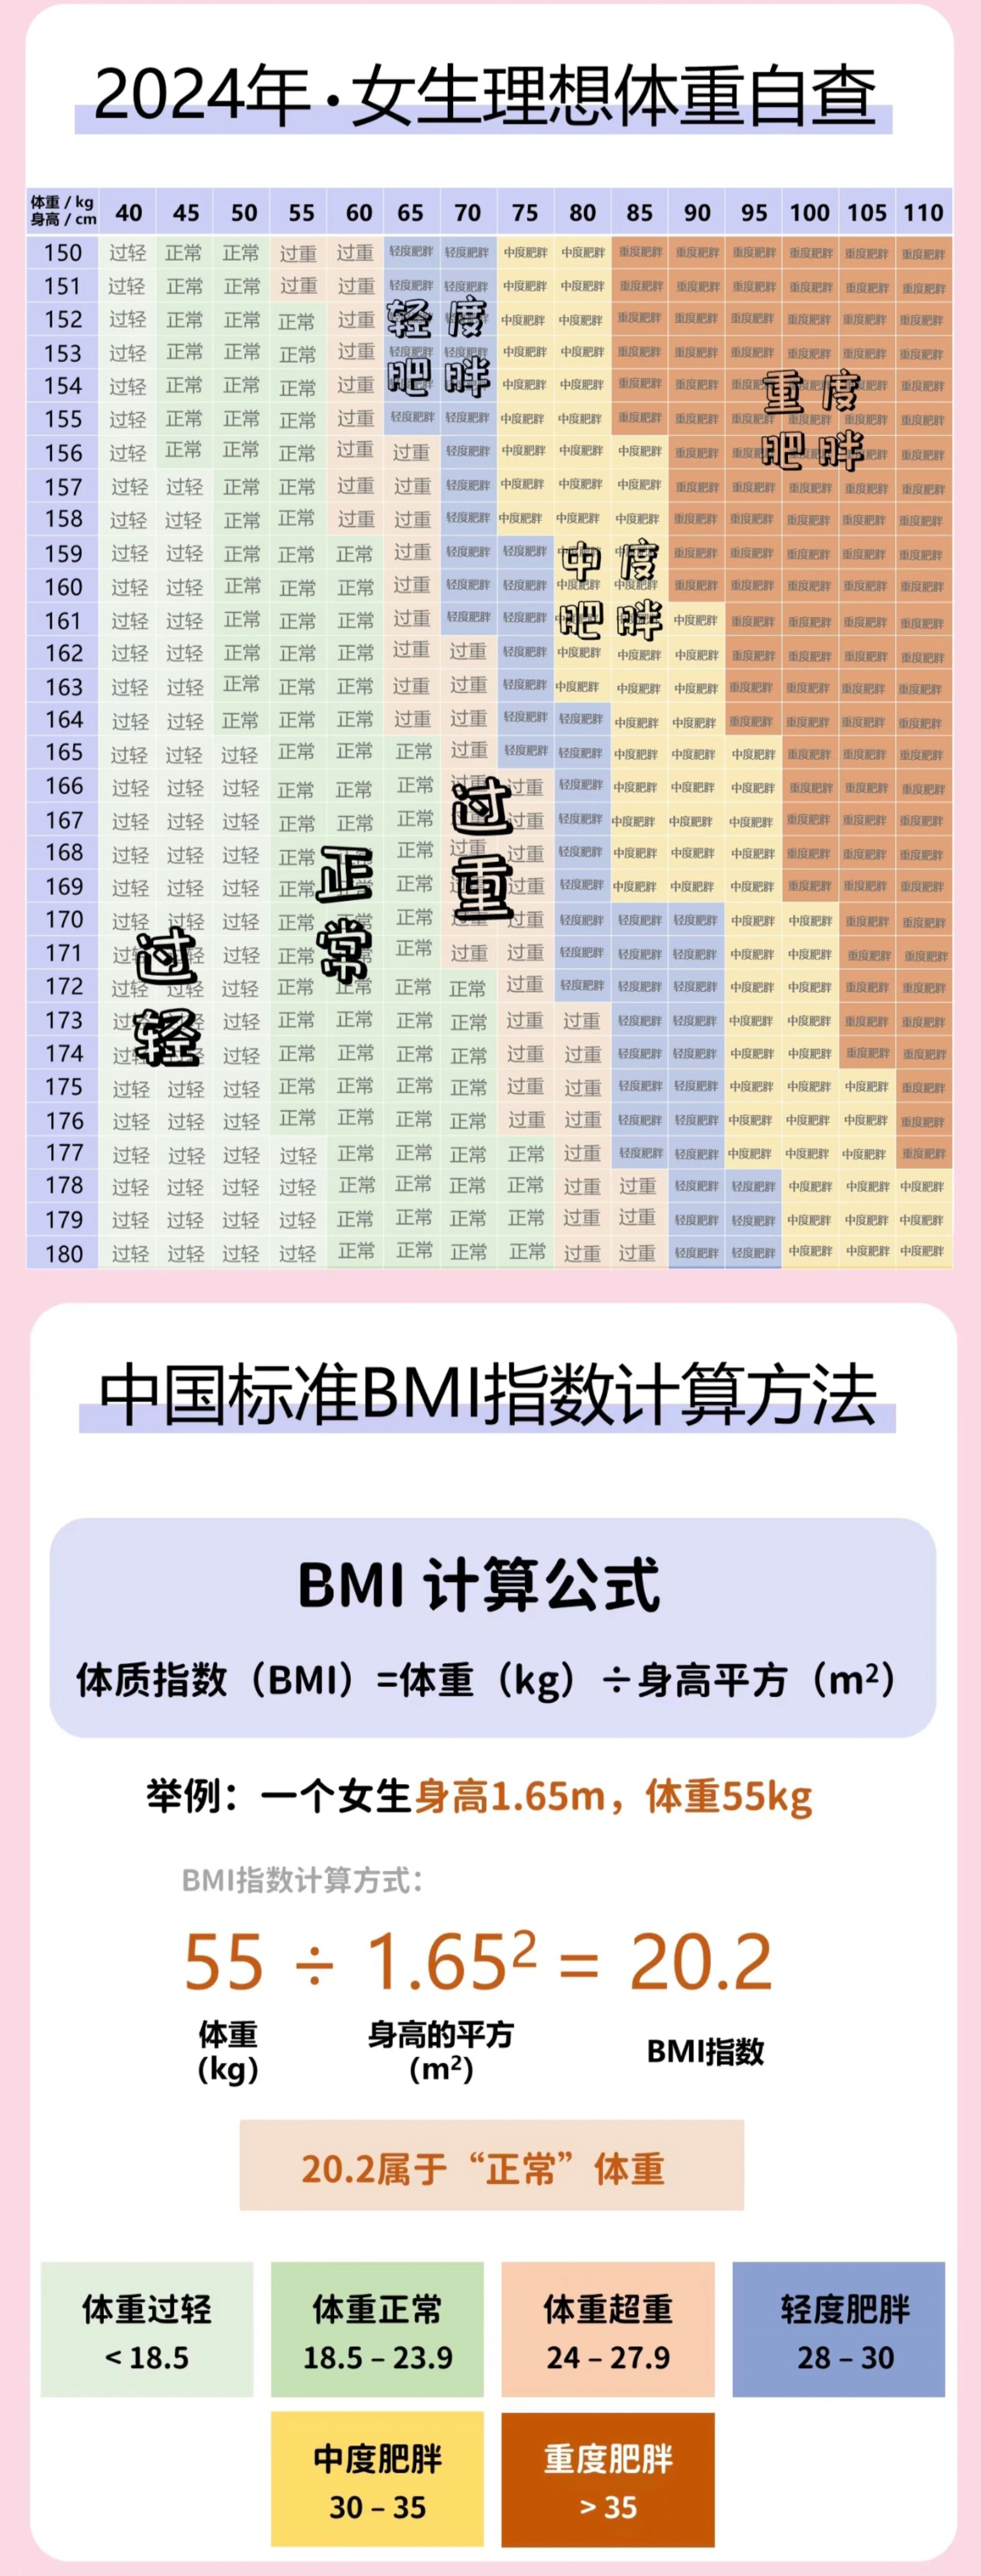 2024年·女生理想体重自查
体重 / kg 身高 / cm 40 45 50 55 60 65 70 75 80 85 90 95 100 105 110
150 过轻 正常 正常 过重 过重 轻度肥胖 轻度肥胖 中度肥胖 中度肥胖 重度肥胖 重度肥胖 重度肥胖 重度肥胖 重度肥胖 重度肥胖
151 过轻 正常 正常 过重 过重 轻度肥胖 轻度肥胖 中度肥胖 中度肥胖 重度肥胖 重度肥胖 重度肥胖 重度肥胖 重度肥胖 重度肥胖
152 过轻 正常 正常 正常 过重 中度肥胖 中度肥胖 重度肥胖 重度肥胖 重度肥胖 重度肥胖 重度肥胖 重度肥胖
153 过轻 正常 正常 正常 过重 轻度肥胖 轻度肥胖 中度肥胖 中度肥胖 重度肥胖 重度肥胖 重度肥胖 重度肥胖 重度肥胖 重度肥胖
154 过轻 正常 正常 正常 过重 中度肥胖 中度肥胖 重度肥胖 重度肥胖 重度肥胖
155 过轻 正常 正常 正常 过重 轻度肥胖 轻度肥胖 中度肥胖 中度肥胖 重度肥胖 重度肥胖 重度肥胖 重度肥胖 重度肥胖 重度肥胖
156 过轻 正常 正常 正常 过重 过重 轻度肥胖 中度肥胖 中度肥胖 中度肥胖 重度肥胖 重度肥胖
157 过轻 过轻 正常 正常 过重 过重 轻度肥胖 中度肥胖 中度肥胖 中度肥胖 重度肥胖 重度肥胖 重度肥胖 重度肥胖 重度肥胖
158 过轻 过轻 正常 正常 过重 过重 轻度肥胖 中度肥胖 中度肥胖 中度肥胖 重度肥胖 重度肥胖 重度肥胖 重度肥胖 重度肥胖
159 过轻 过轻 正常 正常 正常 过重 轻度肥胖 轻度肥胖 重度肥胖 重度肥胖 重度肥胖 重度肥胖 重度肥胖
160 过轻 过轻 正常 正常 正常 过重 轻度肥胖 轻度肥胖 中度肥胖 中度肥胖 重度肥胖 重度肥胖 重度肥胖 重度肥胖 重度肥胖
161 过轻 过轻 正常 正常 正常 过重 轻度肥胖 轻度肥胖 中度肥胖 重度肥胖 重度肥胖 重度肥胖 重度肥胖
162 过轻 过轻 正常 正常 正常 过重 过重 轻度肥胖 中度肥胖 中度肥胖 中度肥胖 重度肥胖 重度肥胖 重度肥胖 重度肥胖
163 过轻 过轻 正常 正常 正常 过重 过重 轻度肥胖 中度肥胖 中度肥胖 中度肥胖 重度肥胖 重度肥胖 重度肥胖 重度肥胖
164 过轻 过轻 正常 正常 正常 过重 过重 轻度肥胖 轻度肥胖 中度肥胖 中度肥胖 重度肥胖 重度肥胖 重度肥胖 重度肥胖
165 过轻 过轻 过轻 正常 正常 正常 过重 轻度肥胖 轻度肥胖 中度肥胖 中度肥胖 中度肥胖 重度肥胖 重度肥胖 重度肥胖
166 过轻 过轻 过轻 正常 正常 正常 过重 过重 轻度肥胖 中度肥胖 中度肥胖 中度肥胖 重度肥胖 重度肥胖 重度肥胖
167 过轻 过轻 过轻 正常 正常 正常 过重 轻度肥胖 中度肥胖 中度肥胖 中度肥胖 重度肥胖 重度肥胖 重度肥胖
168 过轻 过轻 过轻 正常 正常 正常 过重 过重 轻度肥胖 中度肥胖 中度肥胖 中度肥胖 重度肥胖 重度肥胖 重度肥胖
169 过轻 过轻 过轻 正常 正常 正常 过重 轻度肥胖 中度肥胖 中度肥胖 中度肥胖 重度肥胖 重度肥胖 重度肥胖
170 过轻 过轻 过轻 正常 正常 正常 过重 过重 轻度肥胖 轻度肥胖 轻度肥胖 中度肥胖 中度肥胖 重度肥胖 重度肥胖
171 过轻 正常 正常 过重 过重 轻度肥胖 轻度肥胖 轻度肥胖 中度肥胖 中度肥胖 重度肥胖 重度肥胖
172 过轻 过轻 过轻 正常 正常 正常 正常 过重 轻度肥胖 轻度肥胖 轻度肥胖 中度肥胖 中度肥胖 重度肥胖 重度肥胖
173 过轻 正常 正常 正常 正常 过重 过重 轻度肥胖 轻度肥胖 中度肥胖 中度肥胖 重度肥胖 重度肥胖
174 过轻 正常 正常 正常 正常 过重 过重 轻度肥胖 轻度肥胖 中度肥胖 中度肥胖 重度肥胖 重度肥胖
175 过轻 过轻 过轻 正常 正常 正常 正常 过重 过重 轻度肥胖 轻度肥胖 中度肥胖 中度肥胖 中度肥胖 重度肥胖
176 过轻 过轻 过轻 正常 正常 正常 正常 过重 过重 轻度肥胖 轻度肥胖 中度肥胖 中度肥胖 中度肥胖 重度肥胖
177 过轻 过轻 过轻 过轻 正常 正常 正常 正常 过重 轻度肥胖 轻度肥胖 中度肥胖 中度肥胖 中度肥胖 重度肥胖
178 过轻 过轻 过轻 过轻 正常 正常 正常 正常 过重 过重 轻度肥胖 轻度肥胖 中度肥胖 中度肥胖 中度肥胖
179 过轻 过轻 过轻 过轻 正常 正常 正常 正常 过重 过重 轻度肥胖 轻度肥胖 中度肥胖 中度肥胖 中度肥胖
180 过轻 过轻 过轻 过轻 正常 正常 正常 正常 过重 过重 轻度肥胖 轻度肥胖 中度肥胖 中度肥胖 中度肥胖
轻度
肥胖
重度
肥胖
中度
肥胖
过重
正常
过轻
中国标准BMI指数计算方法
BMI 计算公式
体质指数（BMI）=体重（kg）÷身高平方（m²）
举例：一个女生身高1.65m，体重55kg
BMI指数计算方式：
55 ÷ 1.65² = 20.2
体重 身高的平方 BMI指数
(kg) (m²)
20.2属于“正常”体重
体重过轻 体重正常 体重超重 轻度肥胖
< 18.5 18.5 – 23.9 24 – 27.9 28 – 30
中度肥胖 重度肥胖
30 – 35 > 35